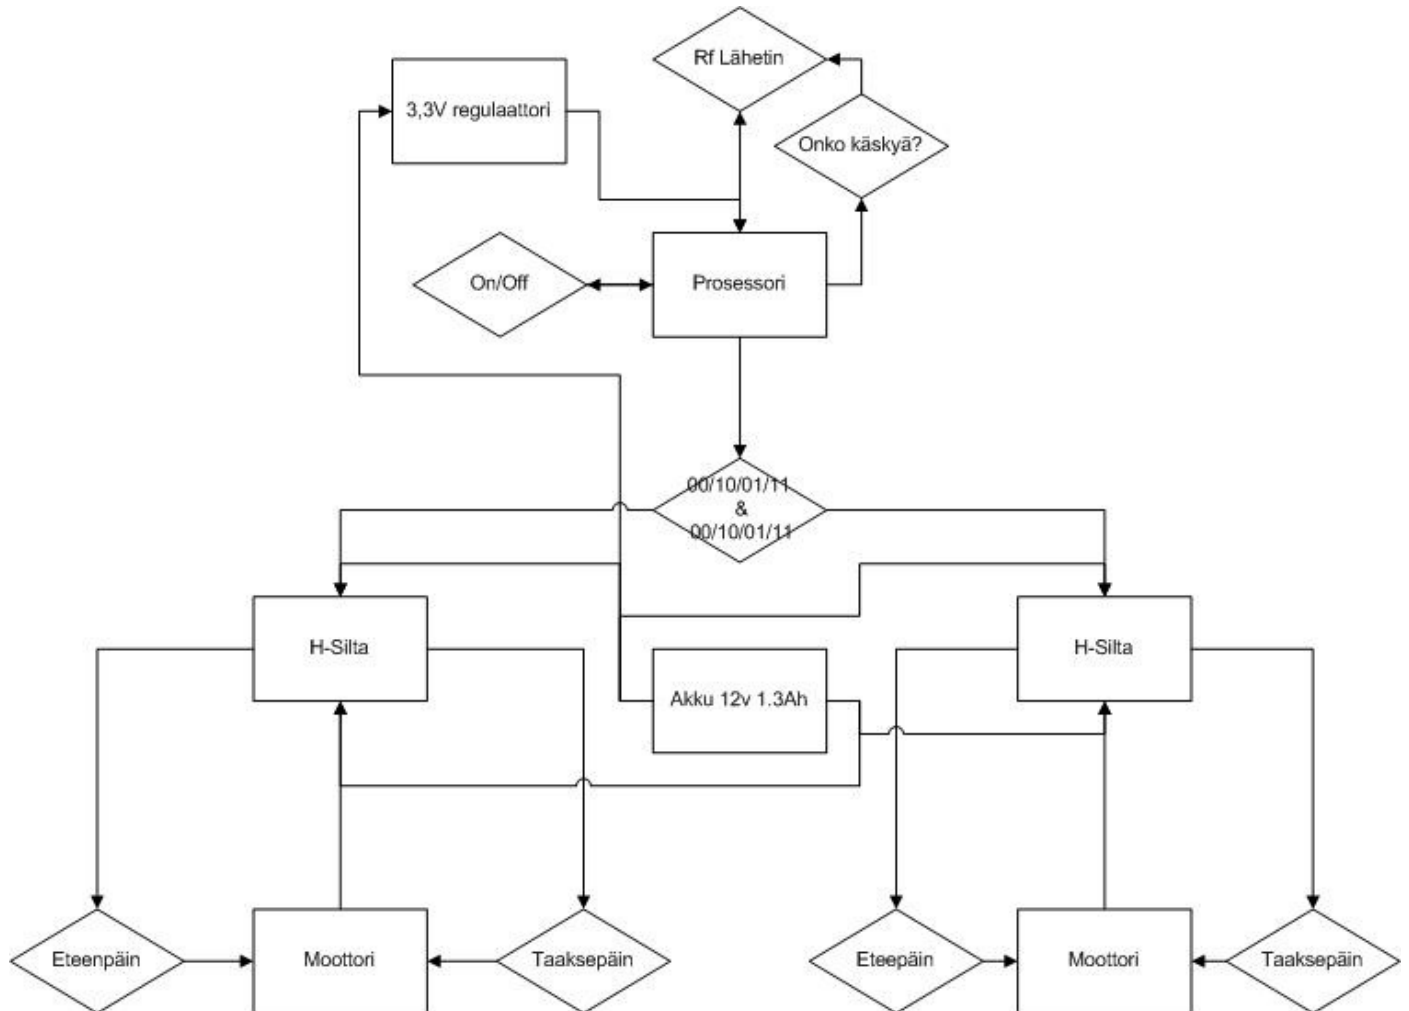 Rf Lähetin
3,3V regulaattori
Onko käskyä?
On/Off
Prosessori
00/10/01/11
&
00/10/01/11
H-Silta
H-Silta
Akku 12v 1.3Ah
Eteenpäin
Moottori
Taaksepäin
Eteepäin
Moottori
Taaksepäin